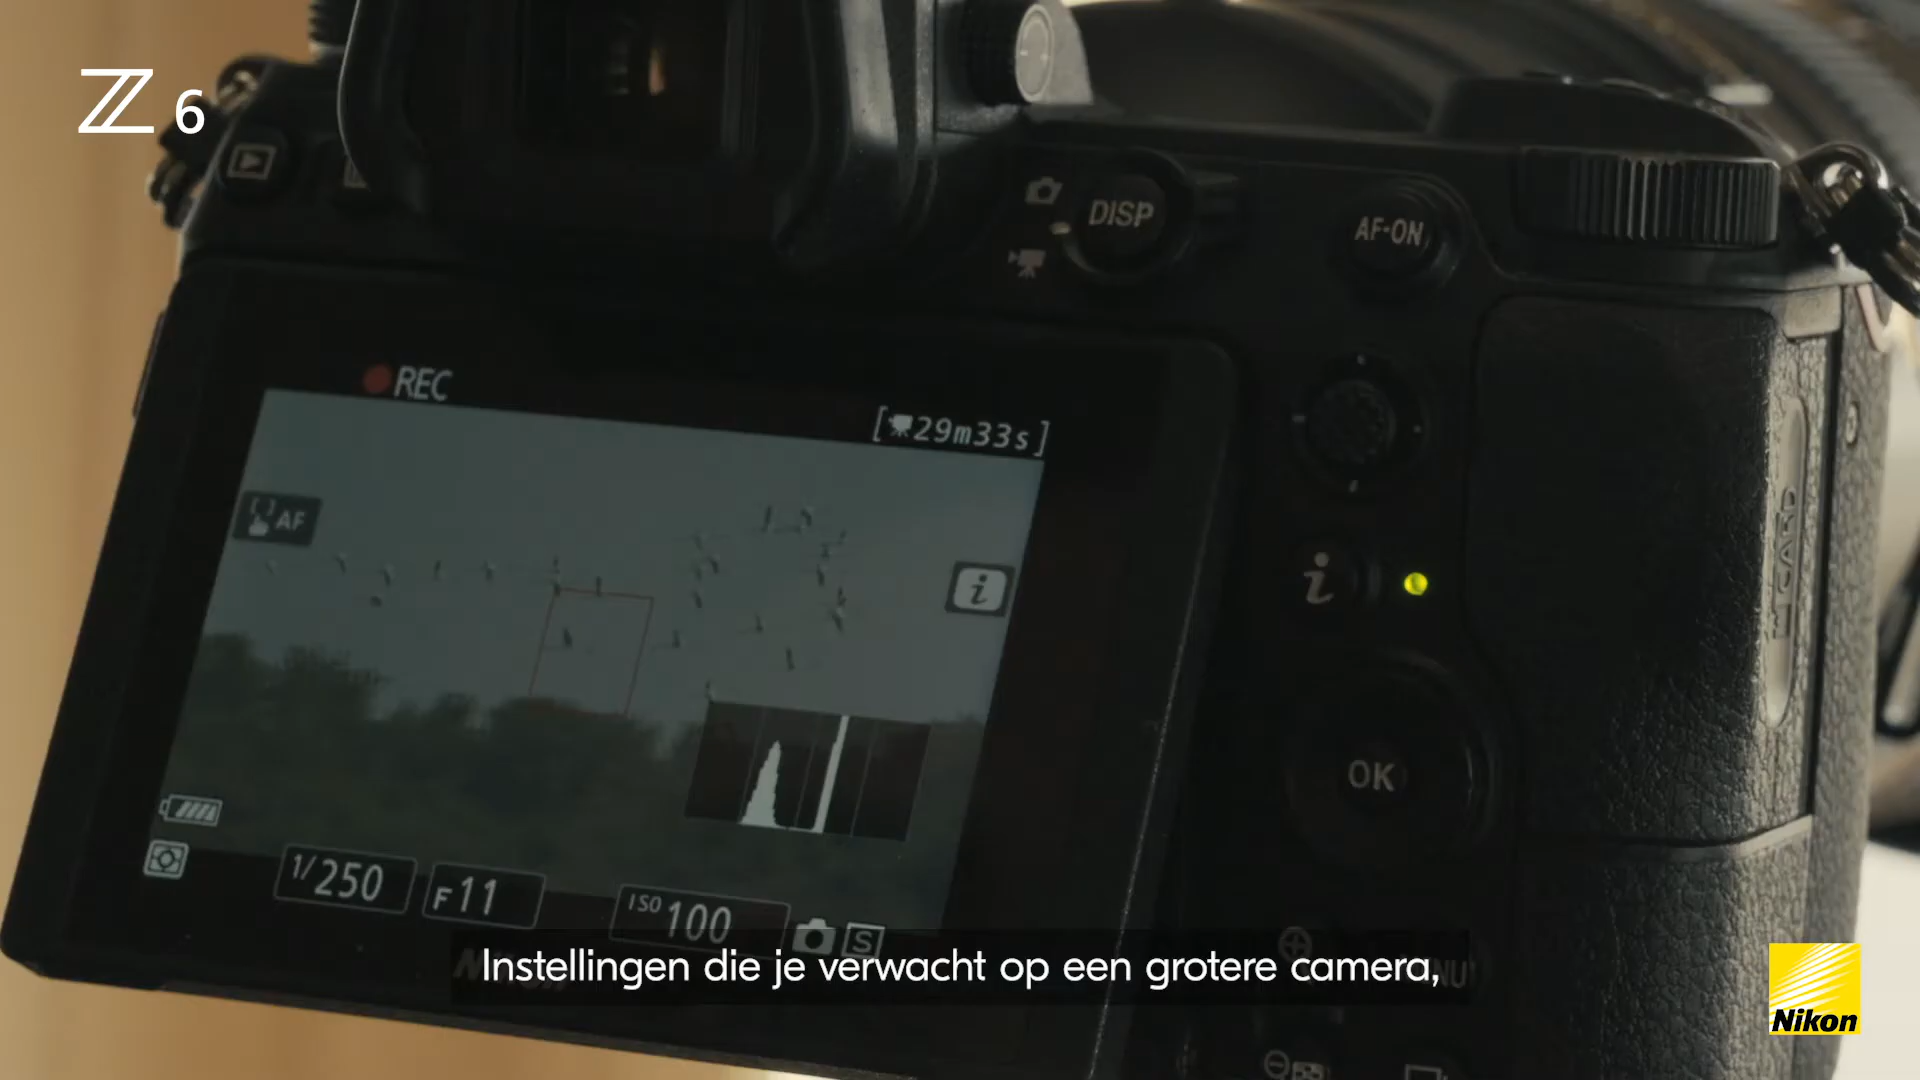 Z 6
DISP
AF-ON
REC
[29m33s]
AF
i
i
CARD
OK
1/250
F11
ISO 100
S
Instellingen die je verwacht op een grotere camera,
Nikon